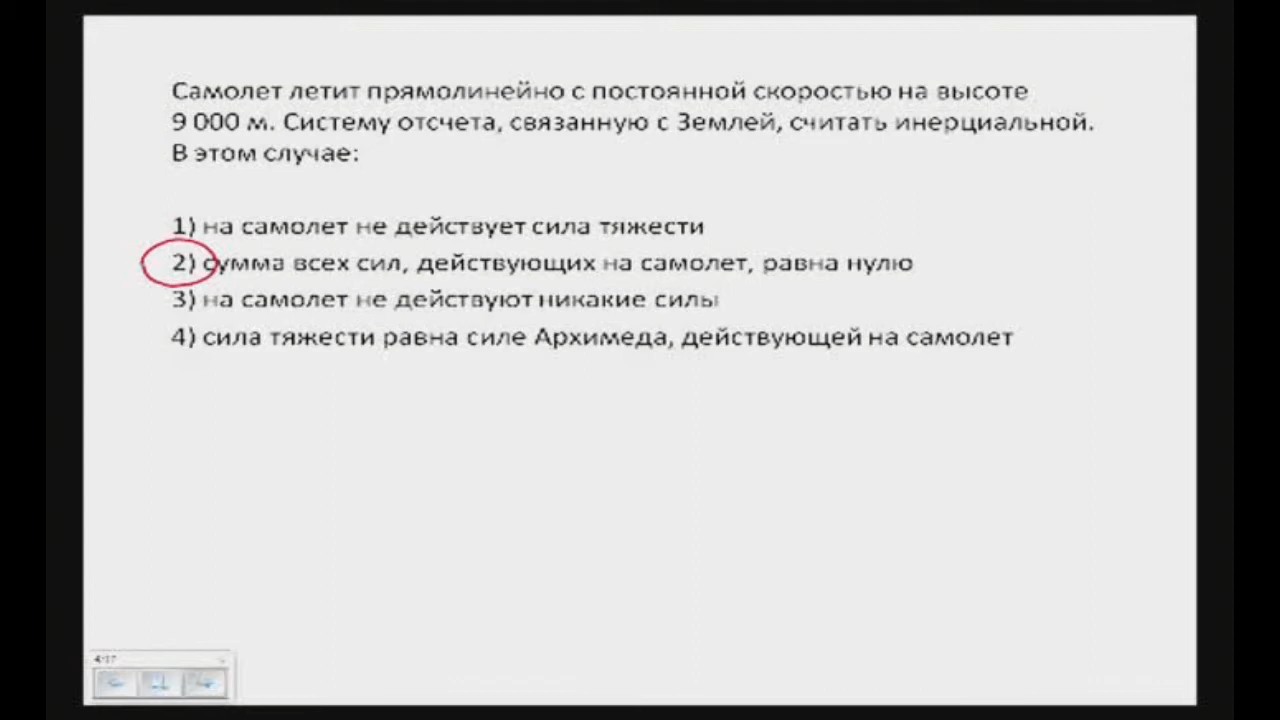 Самолет летит прямолинейно с постоянной скоростью на высоте
9 000 м. Систему отсчета, связанную с Землей, считать инерциальной.
В этом случае:
1) на самолет не действует сила тяжести
2) сумма всех сил, действующих на самолет, равна нулю
3) на самолет не действуют никакие силы
4) сила тяжести равна силе Архимеда, действующей на самолет